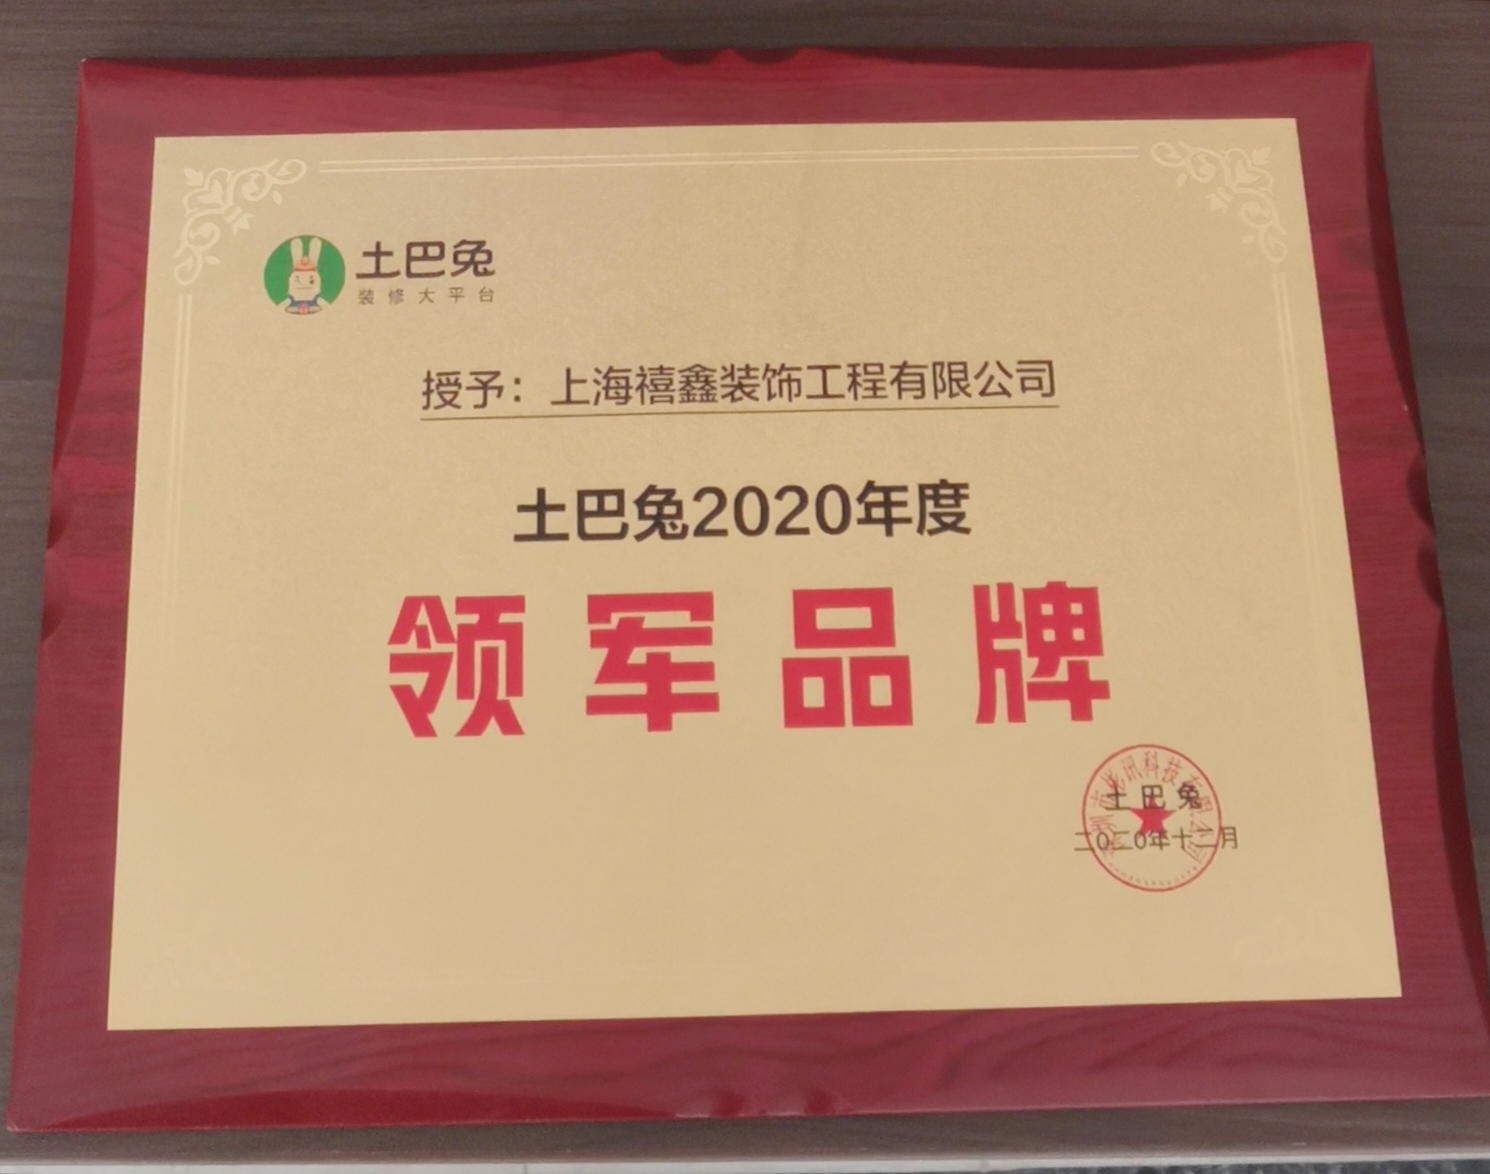 土巴兔
装修大平台
授予：上海禧鑫装饰工程有限公司
土巴兔2020年度
领军品牌
土巴兔
二〇二〇年十二月